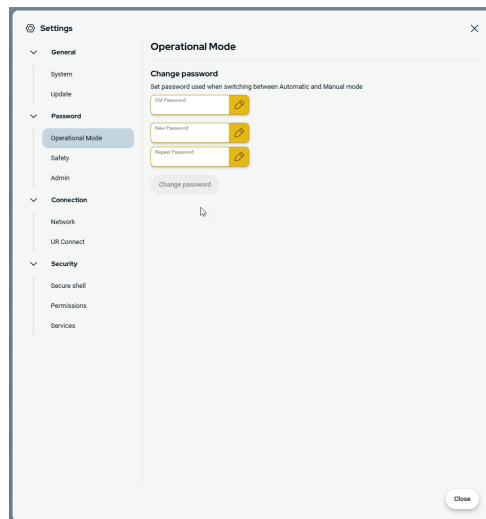 Settings
General
System
Update
Password
Operational Mode
Safety
Admin
Connection
Network
UR Connect
Security
Secure shell
Permissions
Services
Operational Mode
Change password
Set password used when switching between Automatic and Manual mode
Old Password
New Password
Repeat Password
Change password
Close